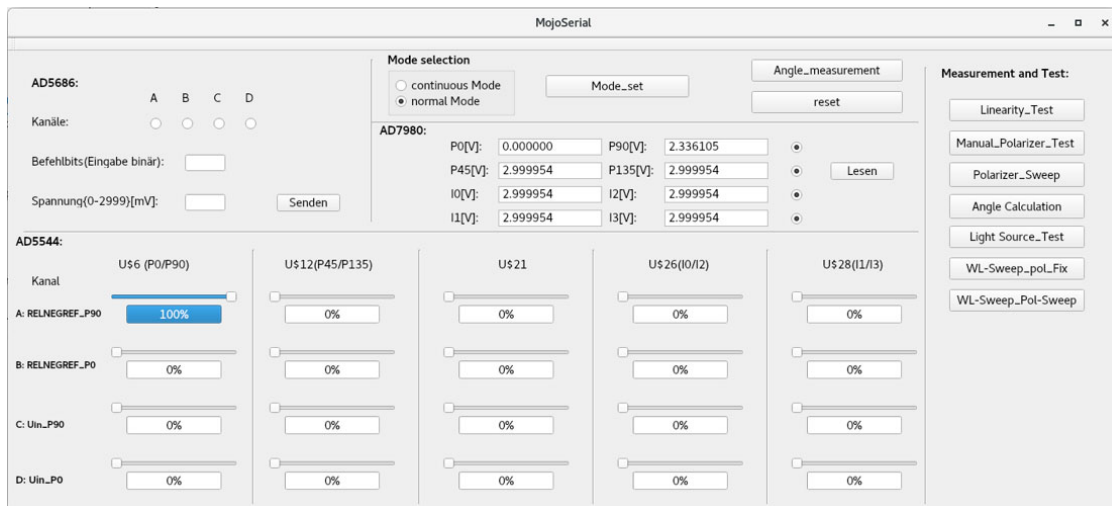 MojoSerial
AD5686:
A B C D
Kanäle:
Befehlbits(Eingabe binär):
Spannung{0-2999}[mV]: Senden
Mode selection
continuous Mode
normal Mode
Mode_set
Angle_measurement
reset
AD7980:
P0[V]: 0.000000 P90[V]: 2.336105
P45[V]: 2.999954 P135[V]: 2.999954 Lesen
I0[V]: 2.999954 I2[V]: 2.999954
I1[V]: 2.999954 I3[V]: 2.999954
AD5544:
U$6 (P0/P90) U$12(P45/P135) U$21 U$26(I0/I2) U$28(I1/I3)
Kanal
A: RELNEGREF_P90 100% 0% 0% 0% 0%
B: RELNEGREF_P0 0% 0% 0% 0% 0%
C: Uin_P90 0% 0% 0% 0% 0%
D: Uin_P0 0% 0% 0% 0% 0%
Measurement and Test:
Linearity_Test
Manual_Polarizer_Test
Polarizer_Sweep
Angle Calculation
Light Source_Test
WL-Sweep_pol_Fix
WL-Sweep_Pol-Sweep